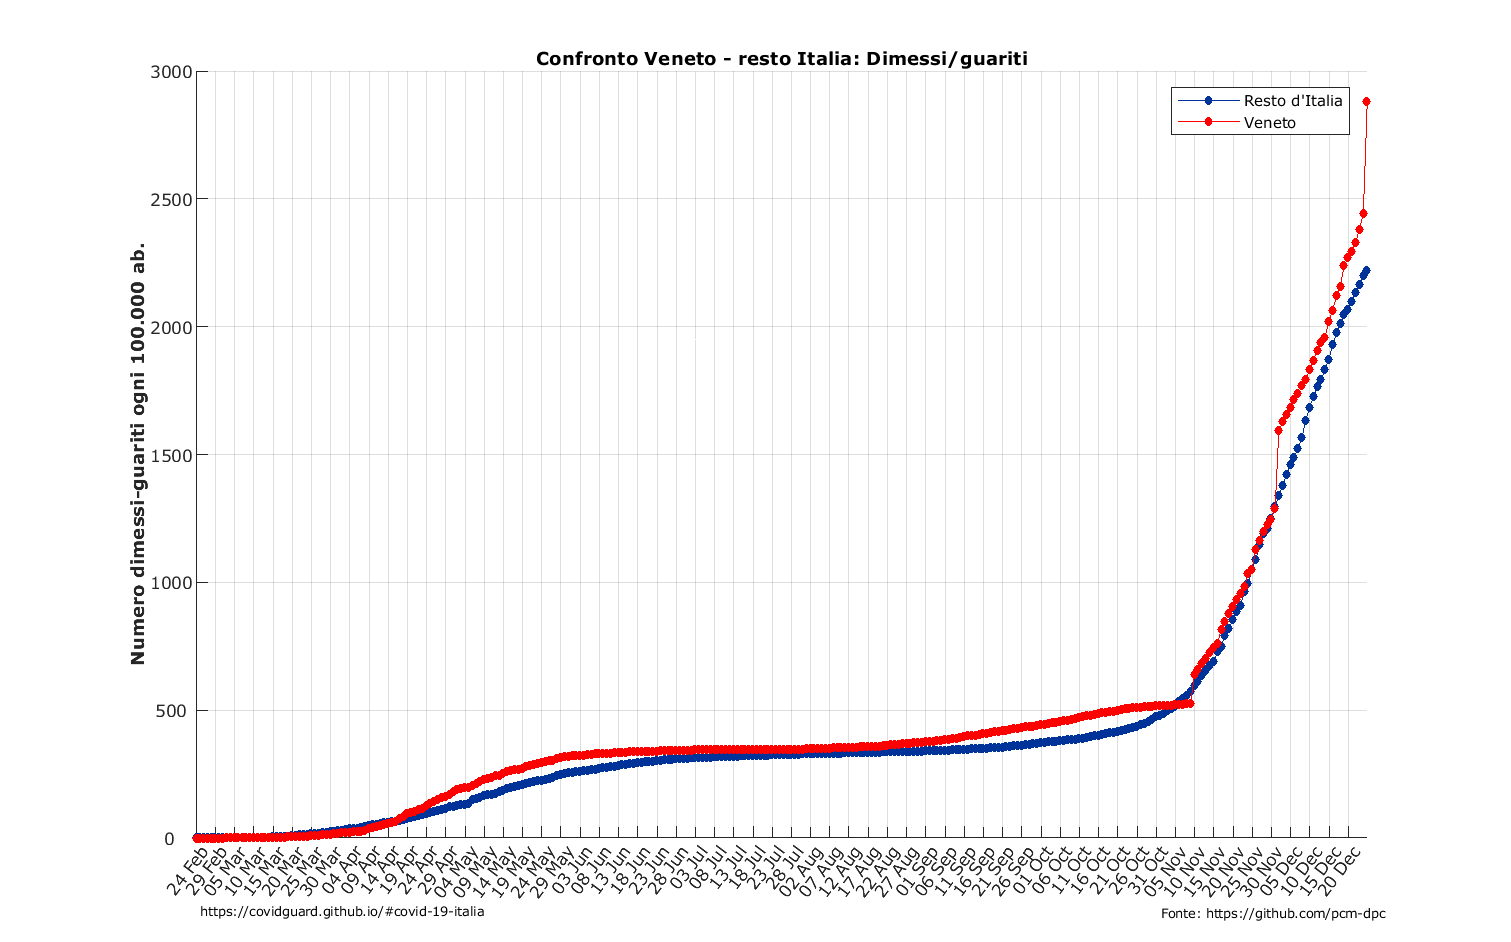 Confronto Veneto - resto Italia: Dimessi/guariti
Resto d'Italia
Veneto
Numero dimessi-guariti ogni 100.000 ab.
3000
2500
2000
1500
1000
500
0
24 Feb
29 Feb
05 Mar
10 Mar
15 Mar
20 Mar
25 Mar
30 Mar
04 Apr
09 Apr
14 Apr
19 Apr
24 Apr
29 Apr
04 May
09 May
14 May
19 May
24 May
29 May
03 Jun
08 Jun
13 Jun
18 Jun
23 Jun
28 Jun
03 Jul
08 Jul
13 Jul
18 Jul
23 Jul
28 Jul
02 Aug
07 Aug
12 Aug
17 Aug
22 Aug
27 Aug
01 Sep
06 Sep
11 Sep
16 Sep
21 Sep
26 Sep
01 Oct
06 Oct
11 Oct
16 Oct
21 Oct
26 Oct
31 Oct
05 Nov
10 Nov
15 Nov
20 Nov
25 Nov
30 Nov
05 Dec
10 Dec
15 Dec
20 Dec
https://covidguard.github.io/#covid-19-italia
Fonte: https://github.com/pcm-dpc